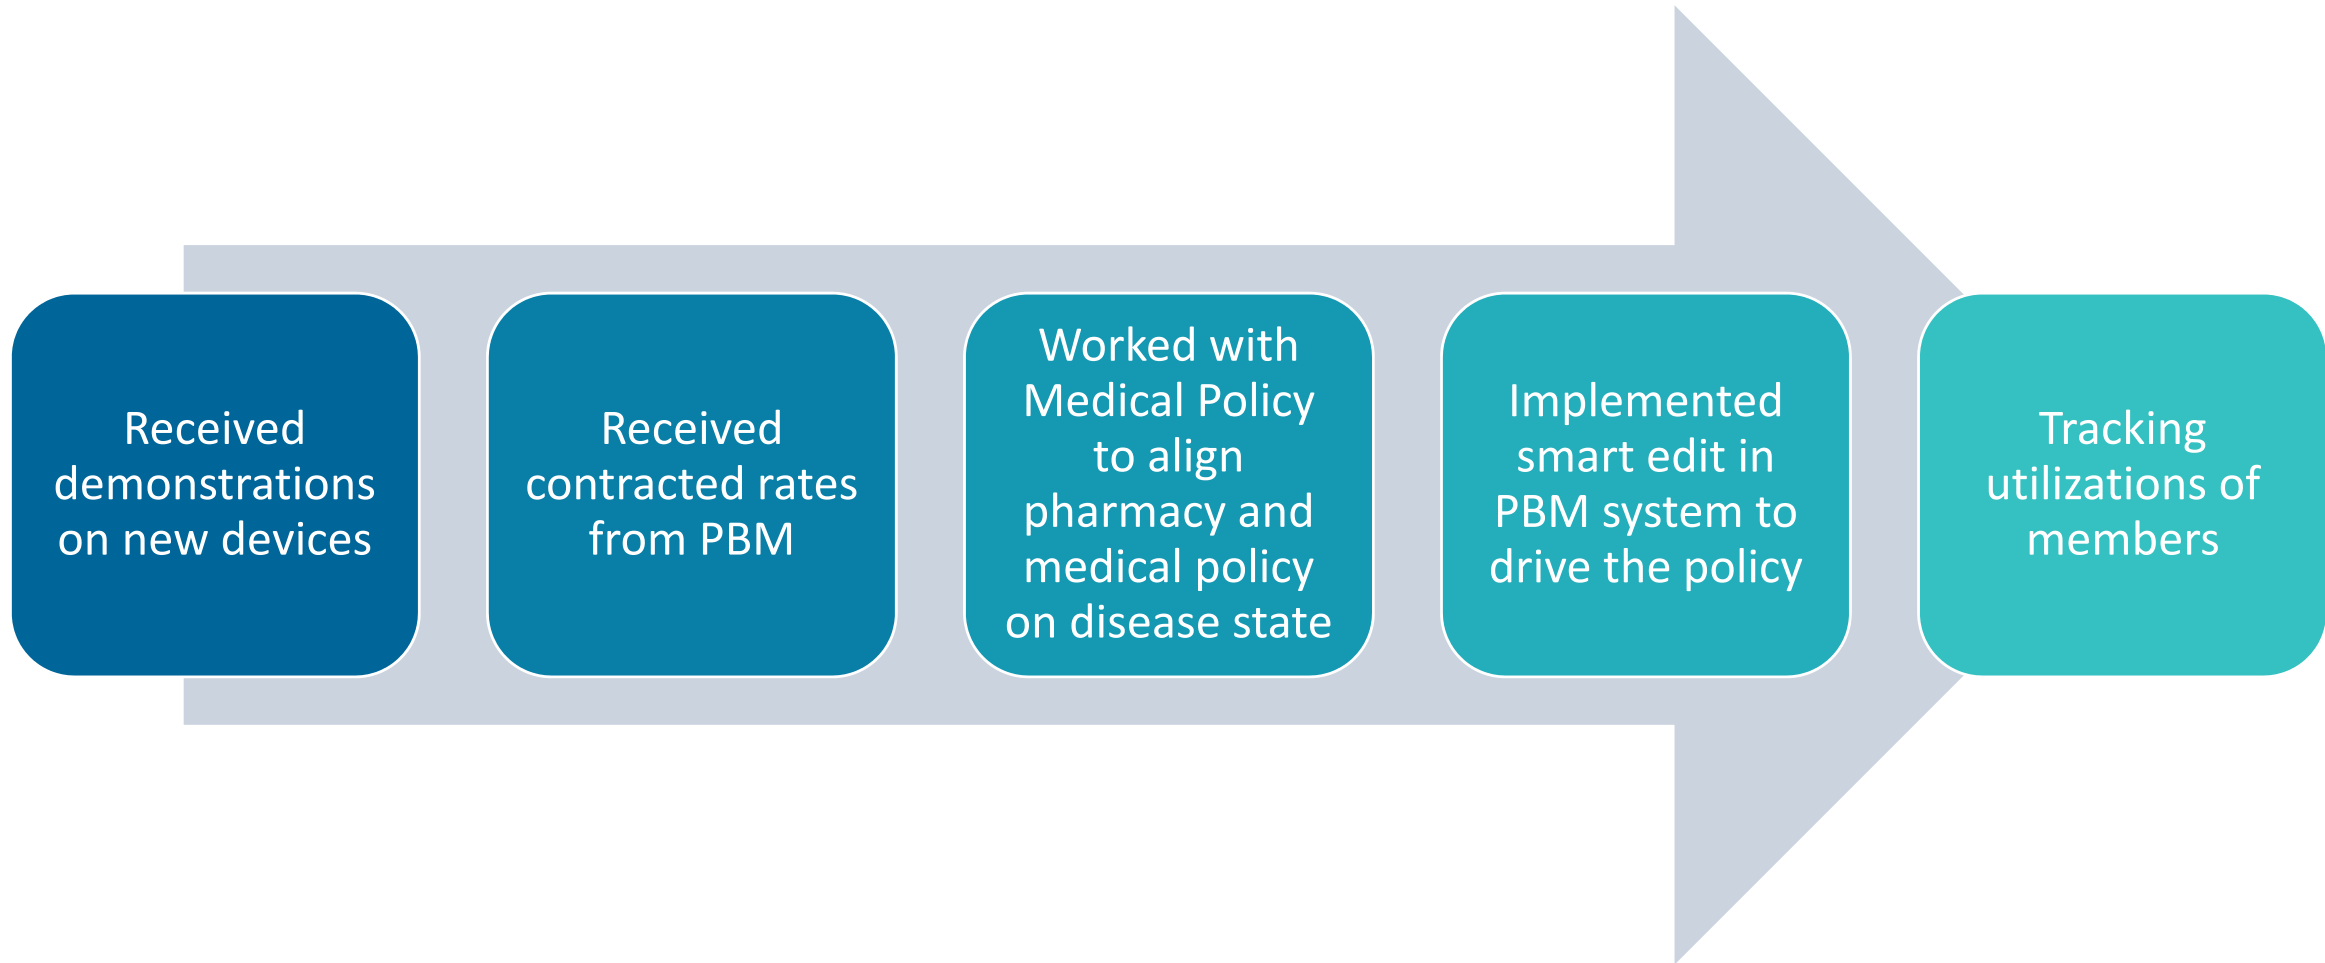 Received
demonstrations
on new devices
Received
contracted rates
from PBM
Worked with
Medical Policy
to align
pharmacy and
medical policy
on disease state
Implemented
smart edit in
PBM system to
drive the policy
Tracking
utilizations of
members